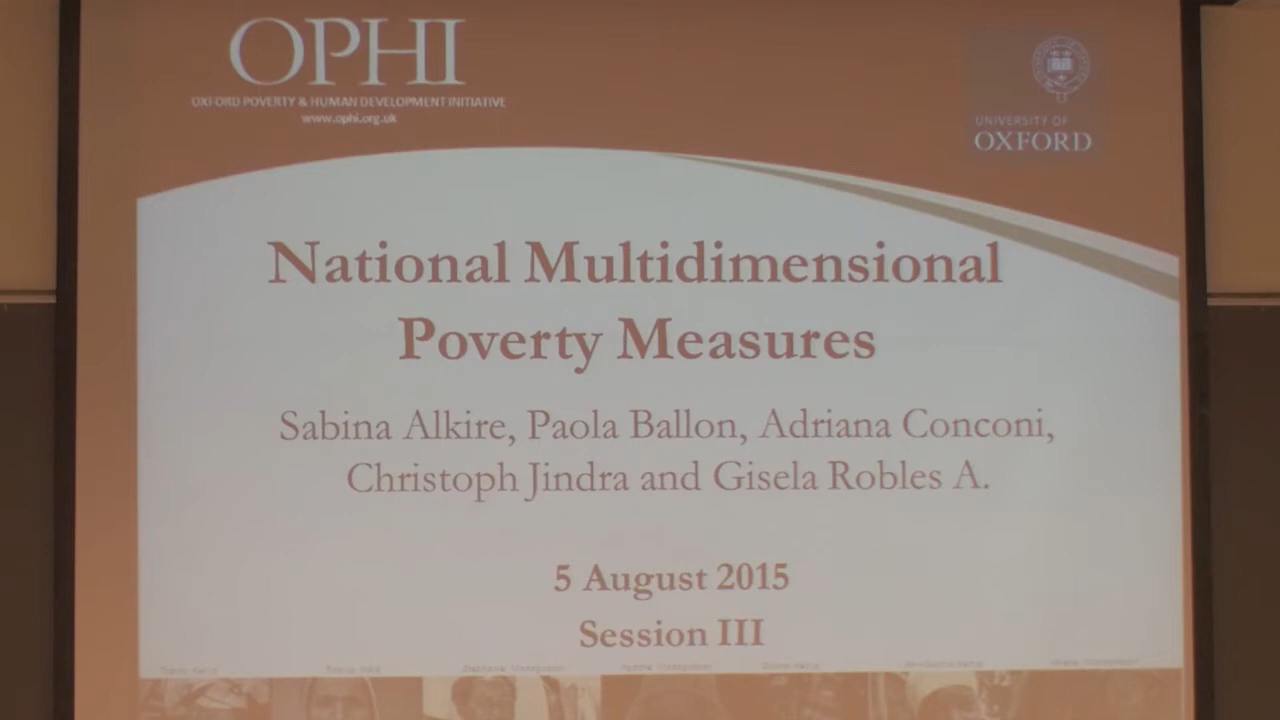 OPHI
OXFORD POVERTY & HUMAN DEVELOPMENT INITIATIVE
www.ophi.org.uk
UNIVERSITY OF
OXFORD
National Multidimensional
Poverty Measures
Sabina Alkire, Paola Ballon, Adriana Conconi,
Christoph Jindra and Gisela Robles A.
5 August 2015
Session III